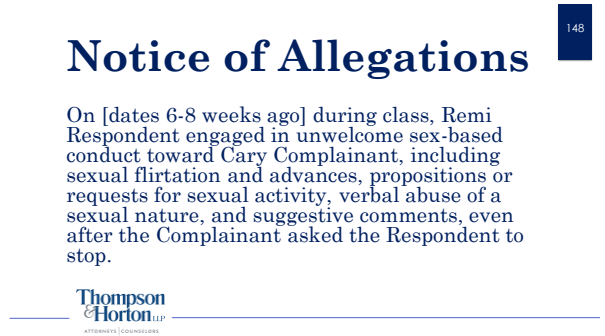 148
Notice of Allegations
On [dates 6-8 weeks ago] during class, Remi
Respondent engaged in unwelcome sex-based
conduct toward Cary Complainant, including
sexual flirtation and advances, propositions or
requests for sexual activity, verbal abuse of a
sexual nature, and suggestive comments, even
after the Complainant asked the Respondent to
stop.
Thompson
&Horton LLP
ATTORNEYS | COUNSELORS